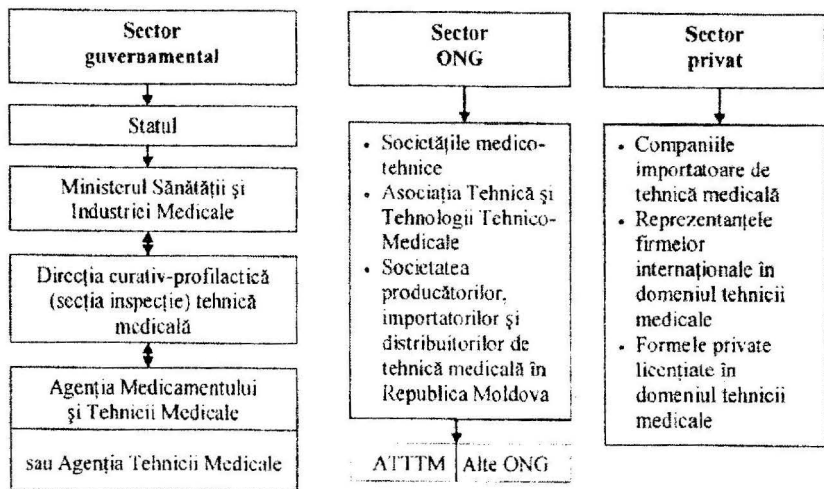 Sector
guvernamental
Statul
Ministerul Sănătății și
Industriei Medicale
Direcția curativ-profilactică
(secția inspecție) tehnică
medicală
Agenția Medicamentului
și Tehnicii Medicale
sau Agenția Tehnicii Medicale
Sector
ONG
• Societățile medico-
tehnice
• Asociația Tehnică și
Tehnologii Tehnico-
Medicale
• Societatea
producătorilor,
importatorilor și
distribuitorilor de
tehnică medicală în
Republica Moldova
ATTTM
Alte ONG
Sector
privat
• Companiile
importatoare de
tehnică medicală
• Reprezentanțele
firmelor
internaționale în
domeniul tehnicii
medicale
• Formele private
licențiate în
domeniul tehnicii
medicale